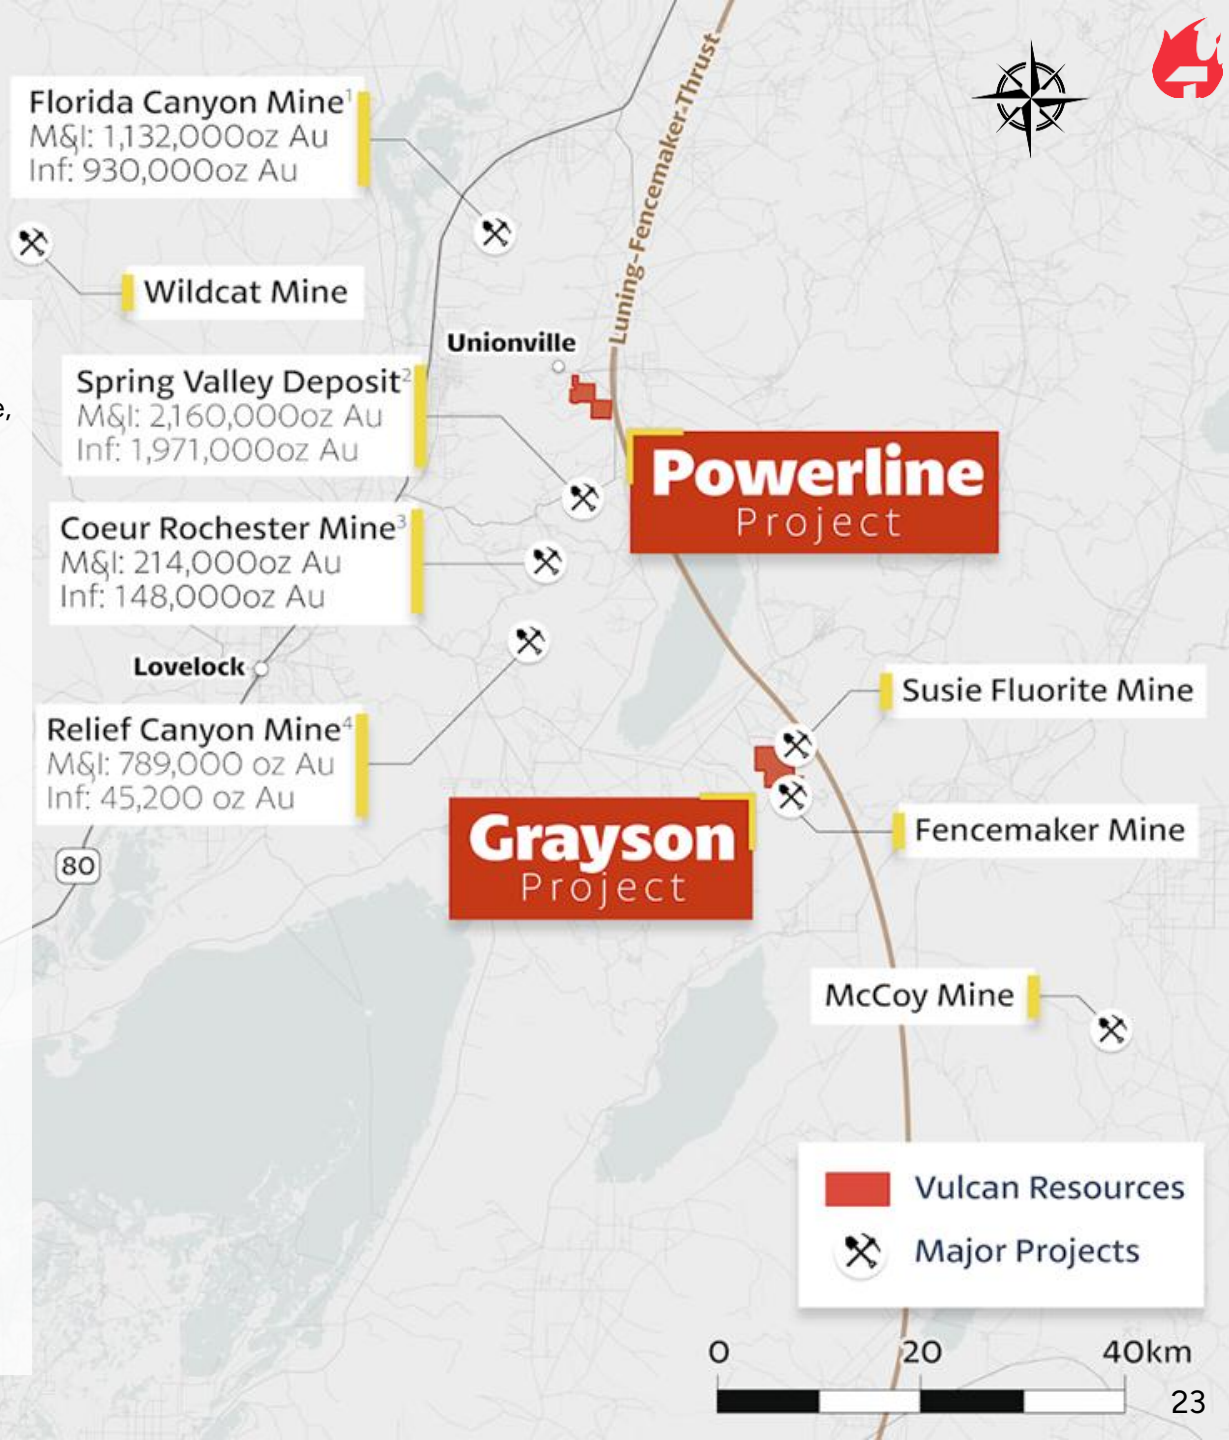 Florida Canyon Mine¹
M&I: 1,132,000oz Au
Inf: 930,000oz Au
Luning-Fencemaker Thrust
Wildcat Mine
Unionville
e,
Spring Valley Deposit²
M&I: 2,160,000oz Au
Inf: 1,971,000oz Au
Powerline
Project
Coeur Rochester Mine³
M&I: 214,000oz Au
Inf: 148,000oz Au
Lovelock
Susie Fluorite Mine
Relief Canyon Mine⁴
M&I: 789,000 oz Au
Inf: 45,200 oz Au
Grayson
Project
Fencemaker Mine
80
McCoy Mine
Vulcan Resources
Major Projects
0 20 40km
23